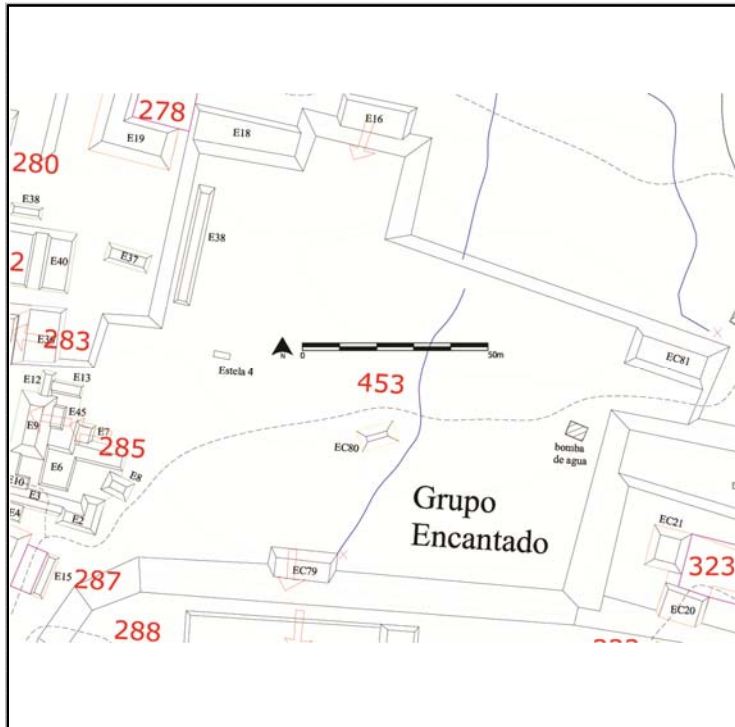 278
E19
E18
E16
280
E38
E38
E40
E37
2
E36
283
Estela 4
N
0
50m
EC81
453
E12
E13
E45
E9
E7
285
EC80
bomba
de agua
E6
E8
E10
E3
E2
E4
Grupo
Encantado
EC21
323
E15
287
EC79
EC20
288